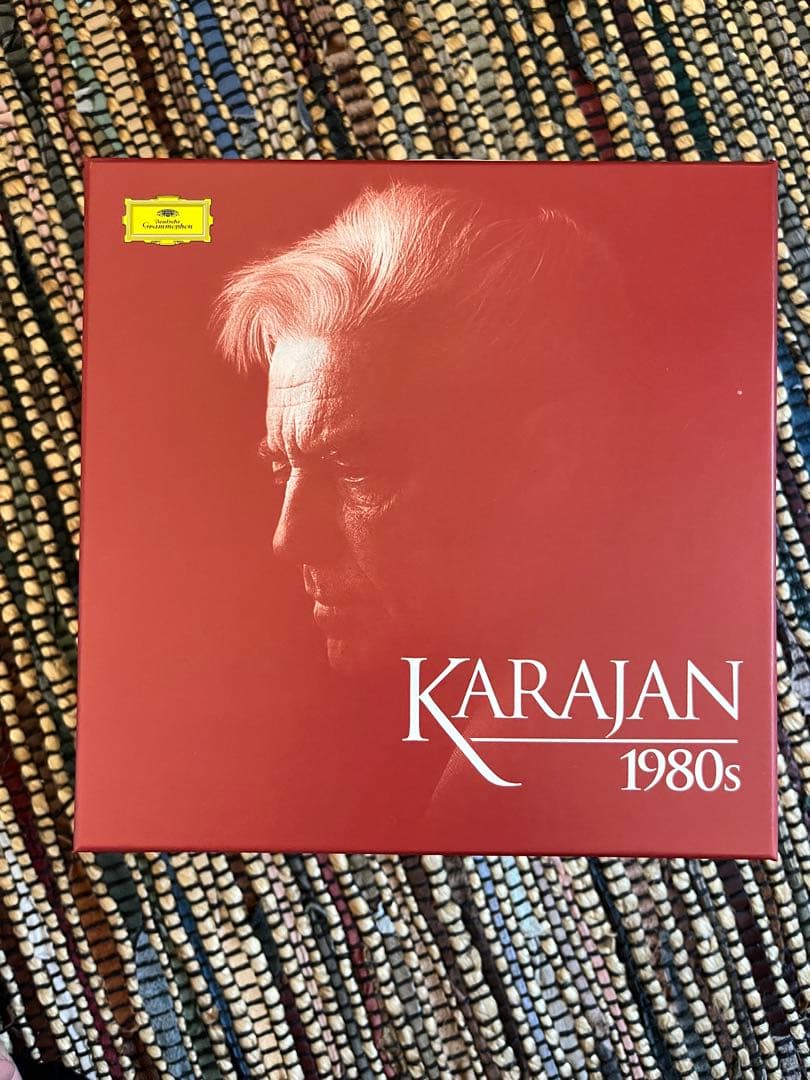 Deutsche
Grammophon
KARAJAN
1980s